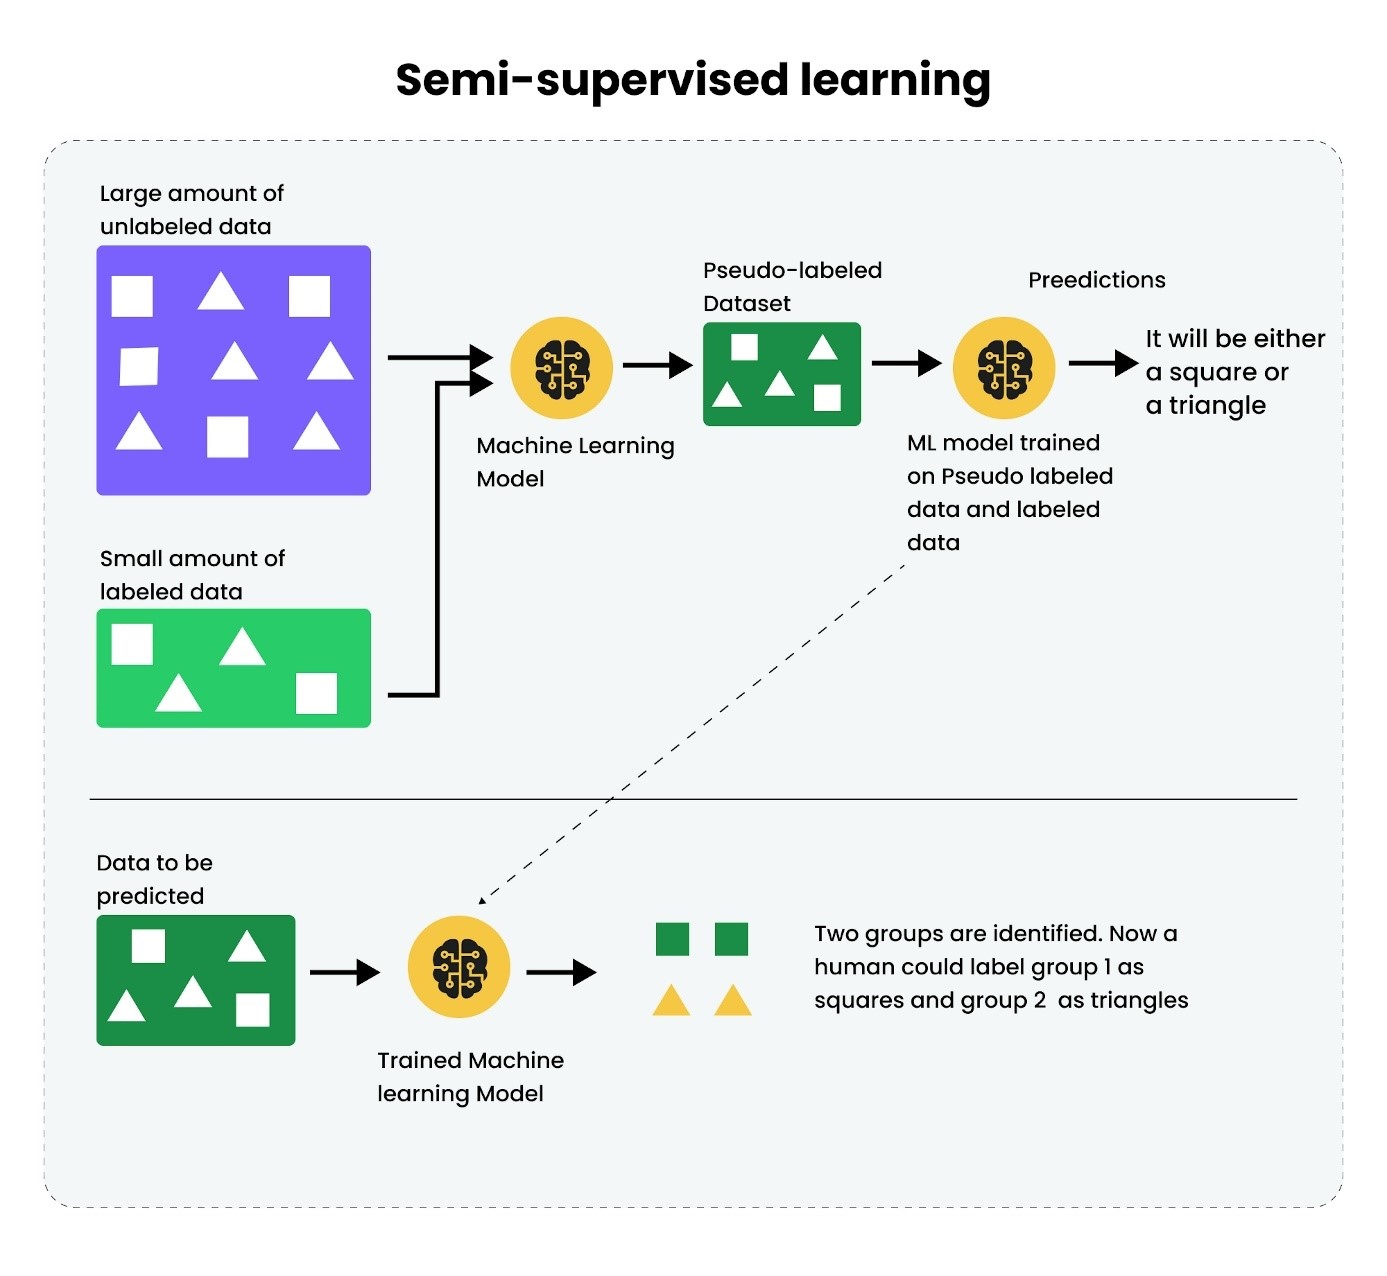 Semi-supervised learning
Large amount of
unlabeled data
Pseudo-labeled
Dataset
Preedictions
It will be either
a square or
a triangle
Machine Learning
Model
ML model trained
on Pseudo labeled
data and labeled
data
Small amount of
labeled data
Data to be
predicted
Two groups are identified. Now a
human could label group 1 as
squares and group 2  as triangles
Trained Machine
learning Model